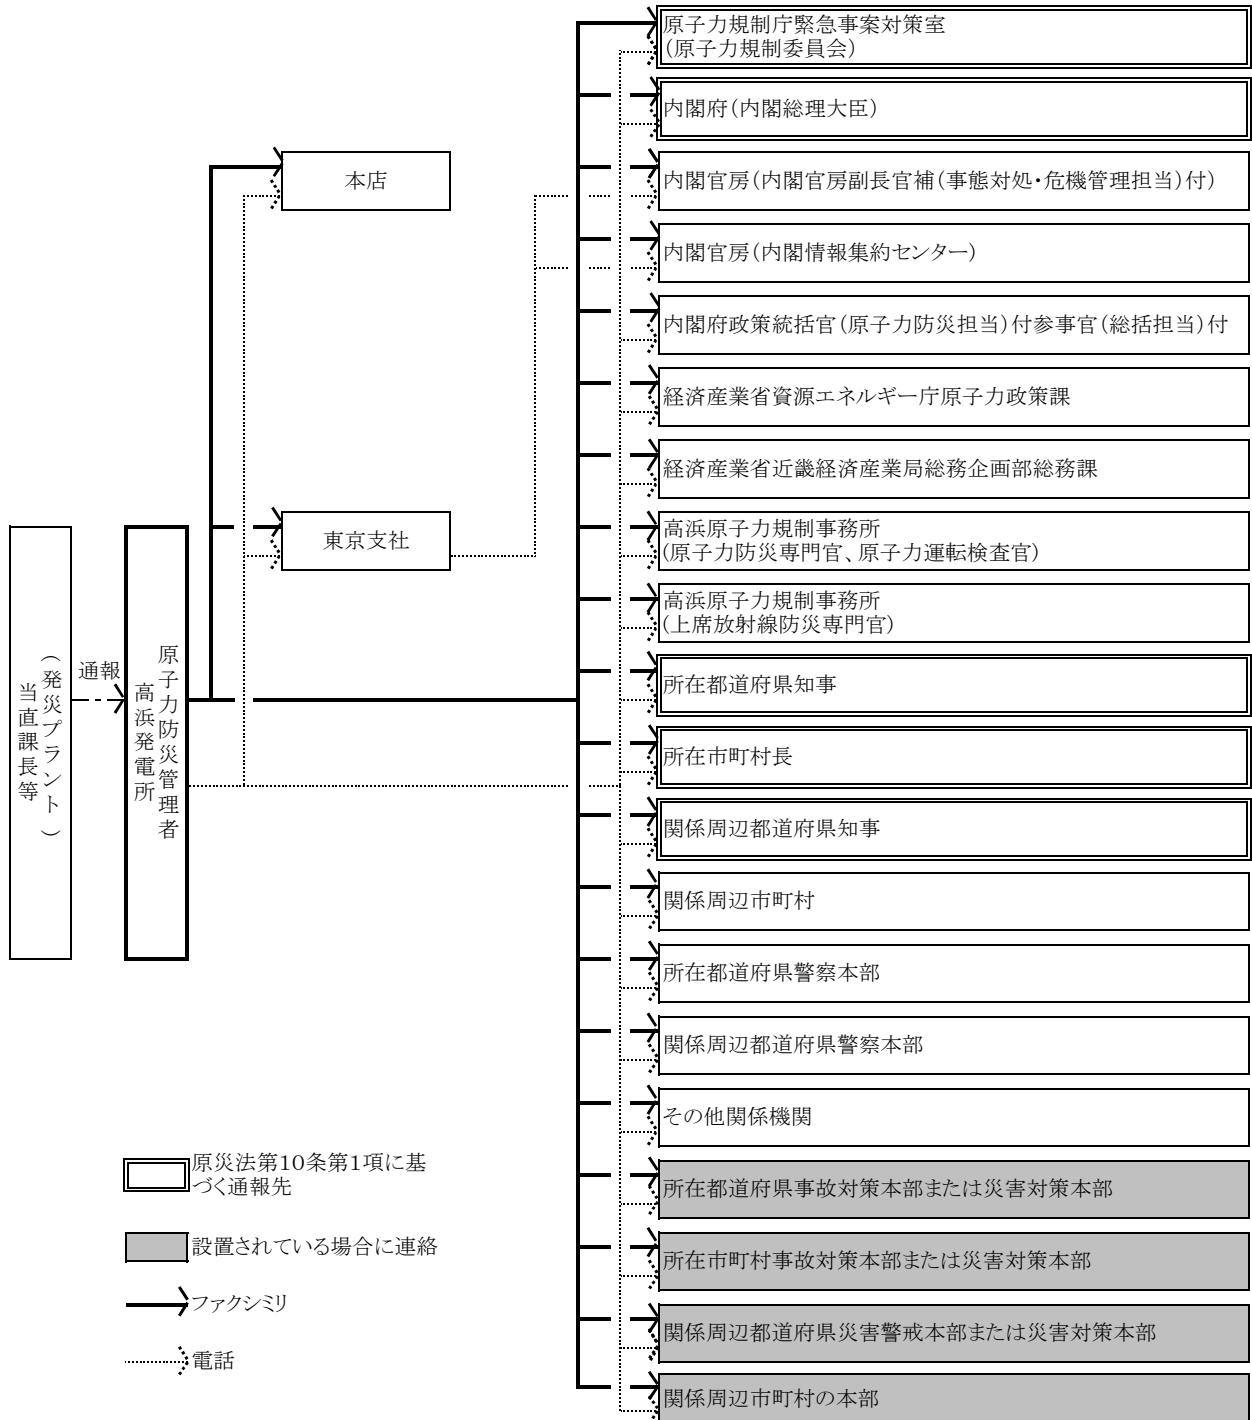 原子力規制庁緊急事案対策室
(原子力規制委員会)
内閣府(内閣総理大臣)
本店
内閣官房(内閣官房副長官補(事態対処・危機管理担当)付)
内閣官房(内閣情報集約センター)
内閣府政策統括官(原子力防災担当)付参事官(総括担当)付
経済産業省資源エネルギー庁原子力政策課
経済産業省近畿経済産業局総務企画部総務課
東京支社
高浜原子力規制事務所
(原子力防災専門官、原子力運転検査官)
高浜原子力規制事務所
(上席放射線防災専門官)
(発災プラント)
当直課長等
通報
原子力防災管理者
高浜発電所
所在都道府県知事
所在市町村長
関係周辺都道府県知事
関係周辺市町村
所在都道府県警察本部
関係周辺都道府県警察本部
その他関係機関
所在都道府県事故対策本部または災害対策本部
所在市町村事故対策本部または災害対策本部
関係周辺都道府県災害警戒本部または災害対策本部
関係周辺市町村の本部
原災法第10条第1項に基
づく通報先
設置されている場合に連絡
ファクシミリ
電話